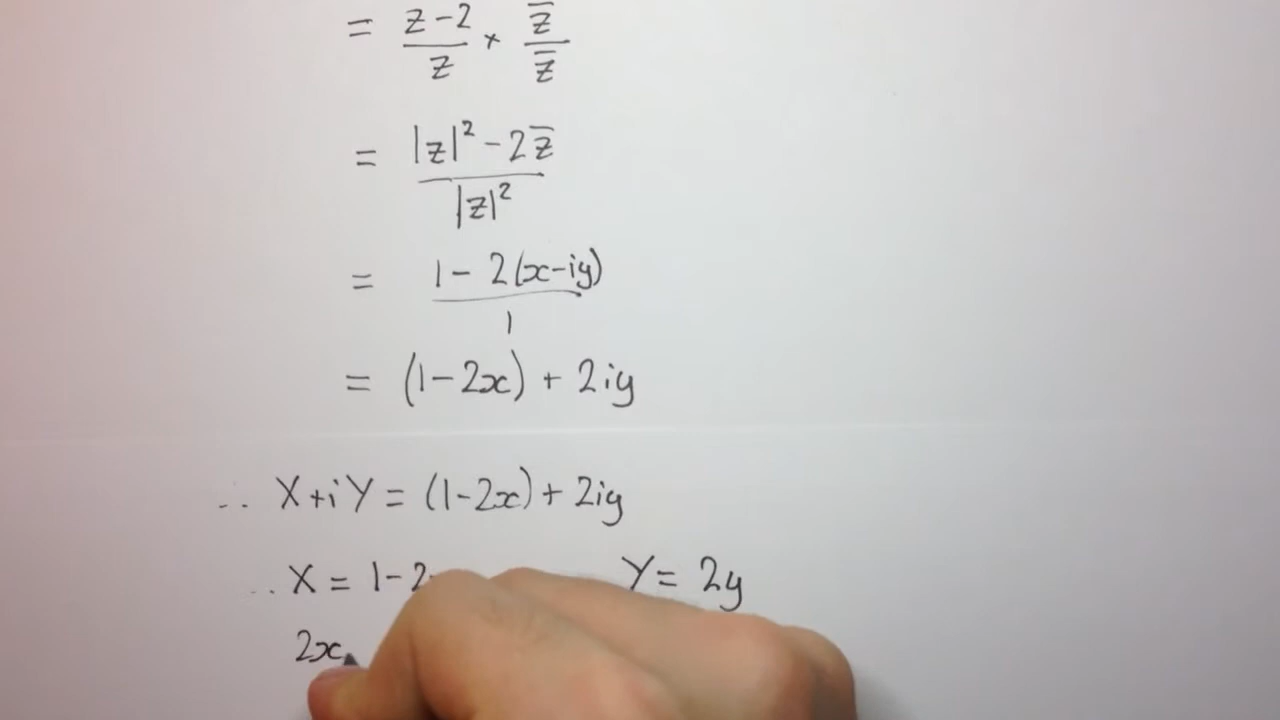 = z-2/z × z̅/z̅
= |z|² - 2z̅/|z|²
= 1 - 2(x-iy)/1
= (1-2x) + 2iy
∴ X+iY = (1-2x) + 2iy
∴ X = 1-2 Y = 2y
2x